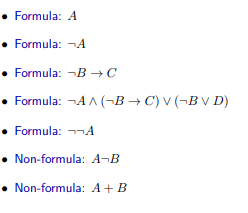 • Formula: A
• Formula: ¬A
• Formula: ¬B → C
• Formula: ¬A ∧ (¬B → C) ∨ (¬B ∨ D)
• Formula: ¬¬A
• Non-formula: A¬B
• Non-formula: A + B